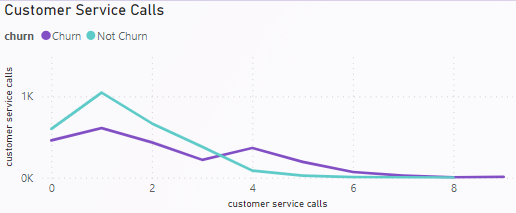 Customer Service Calls
churn Churn Not Churn
customer service calls
1K
0K
0 2 4 6 8
customer service calls